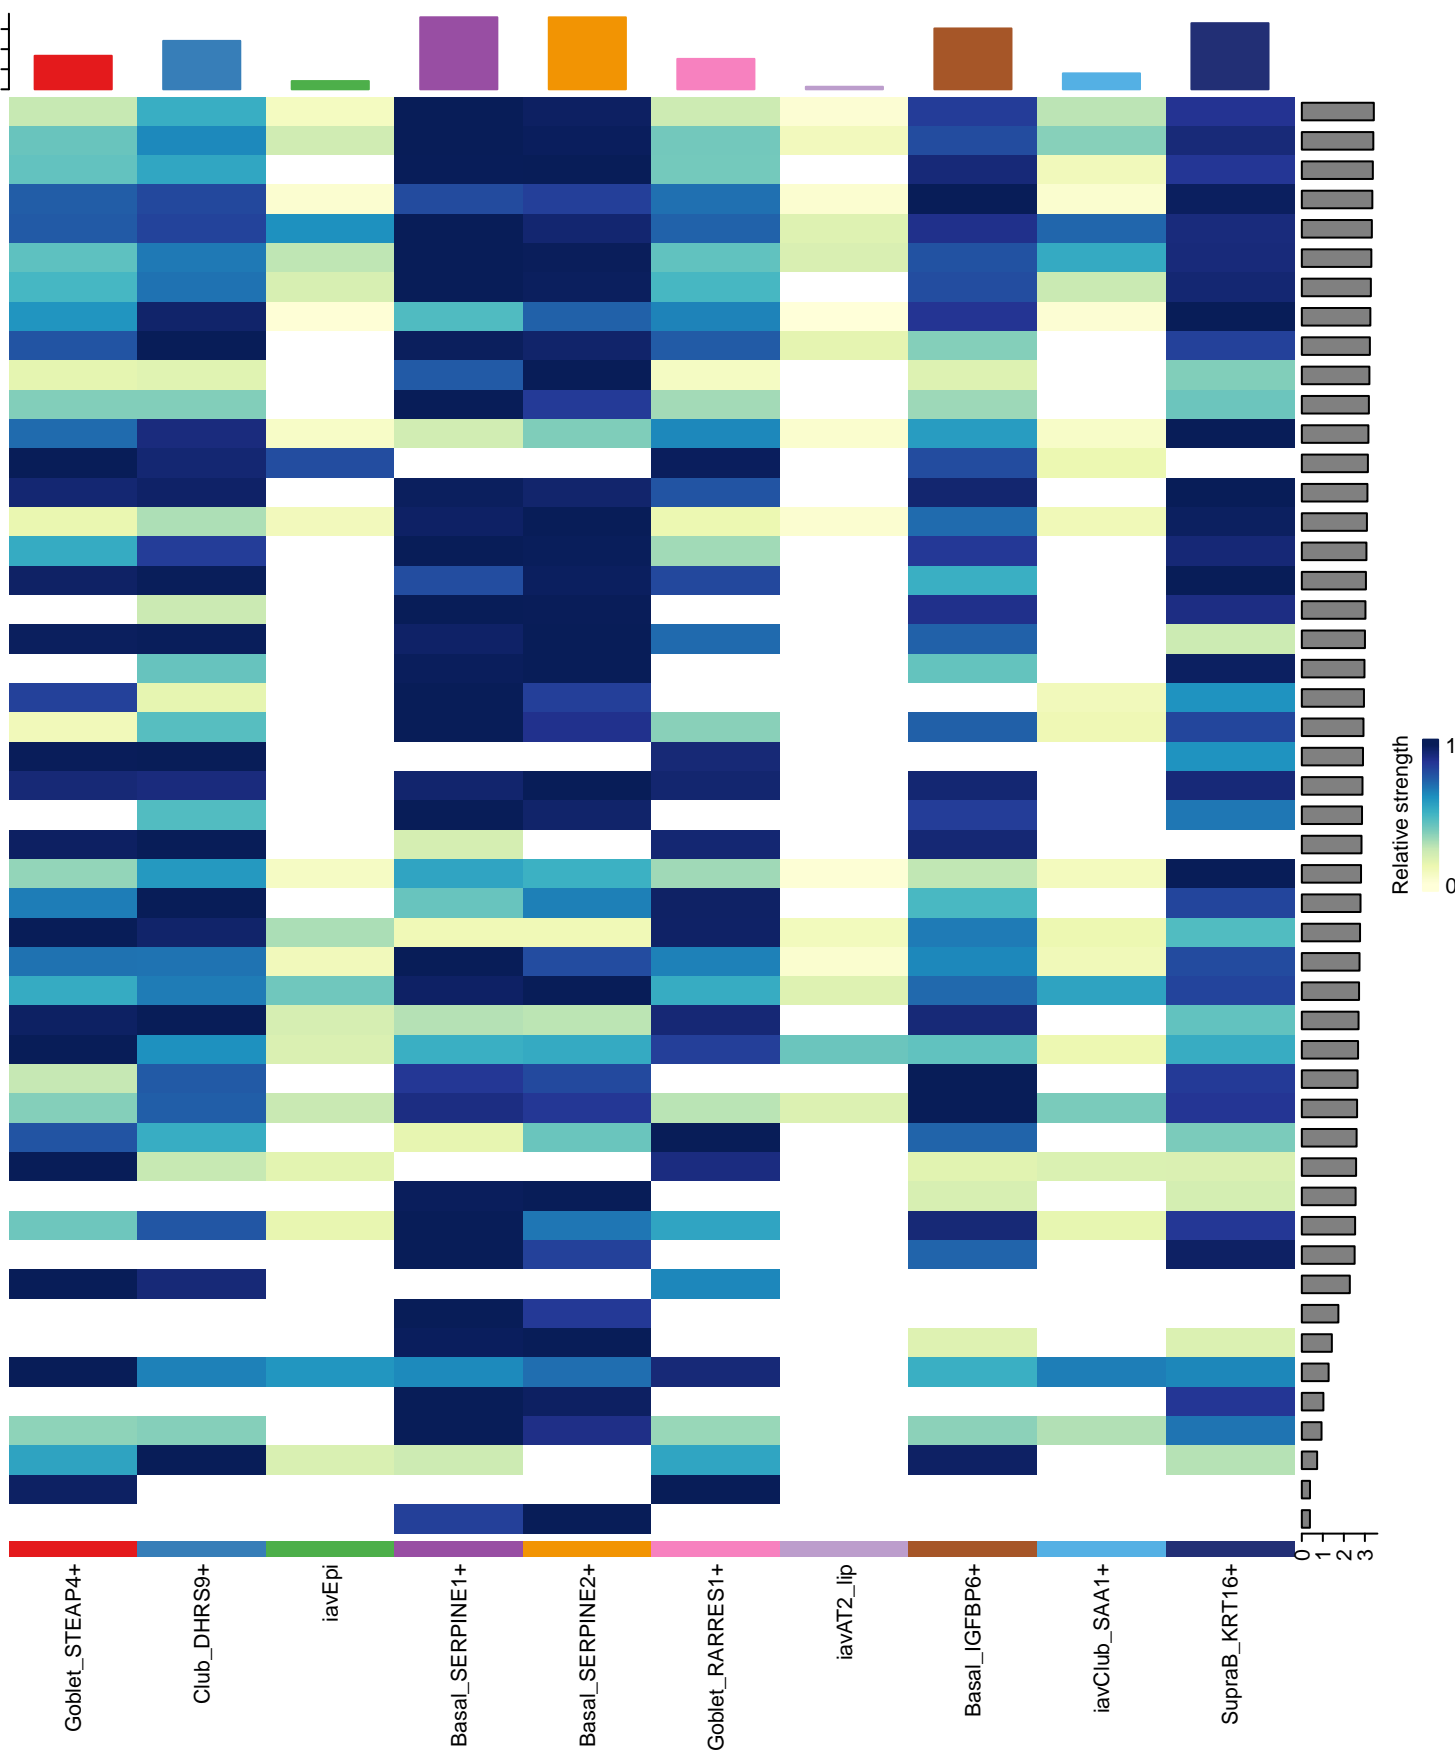 Relative strength
1
0
0
1
2
3
Goblet_STEAP4+
Club_DHRS9+
iavEpi
Basal_SERPINE1+
Basal_SERPINE2+
Goblet_RARRES1+
iavAT2_lip
Basal_IGFBP6+
iavClub_SAA1+
SupraB_KRT16+